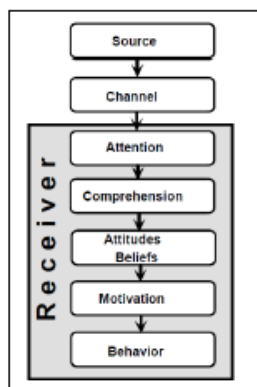 Source
Channel
Receiver
Attention
Comprehension
Attitudes
Beliefs
Motivation
Behavior